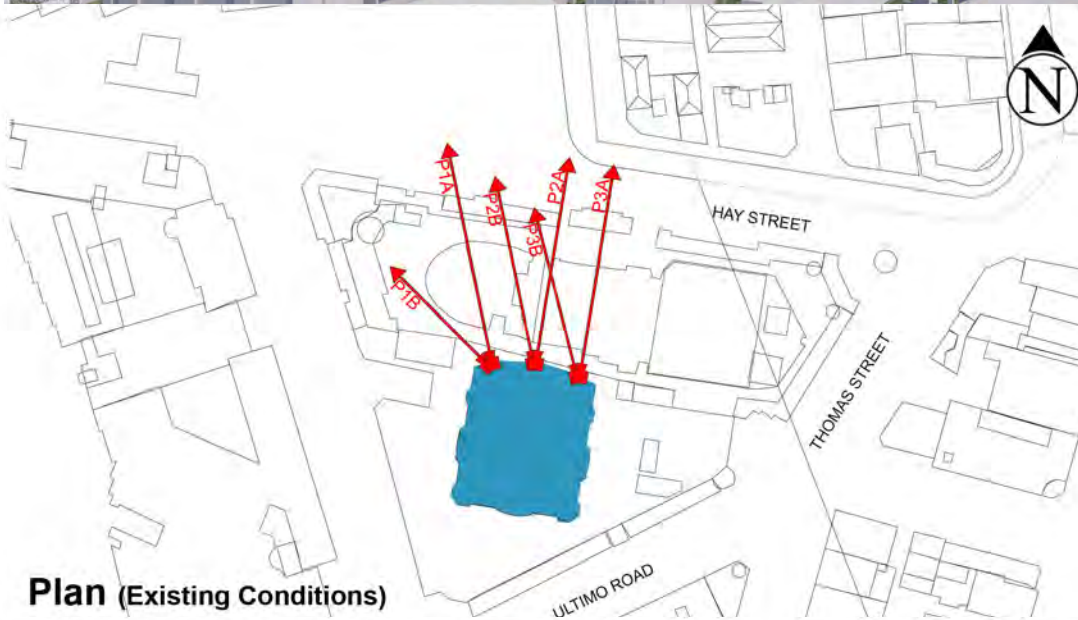 N
P1A
P2B
P2A
P3A
P3B
P1B
HAY STREET
THOMAS STREET
ULTIMO ROAD
Plan (Existing Conditions)